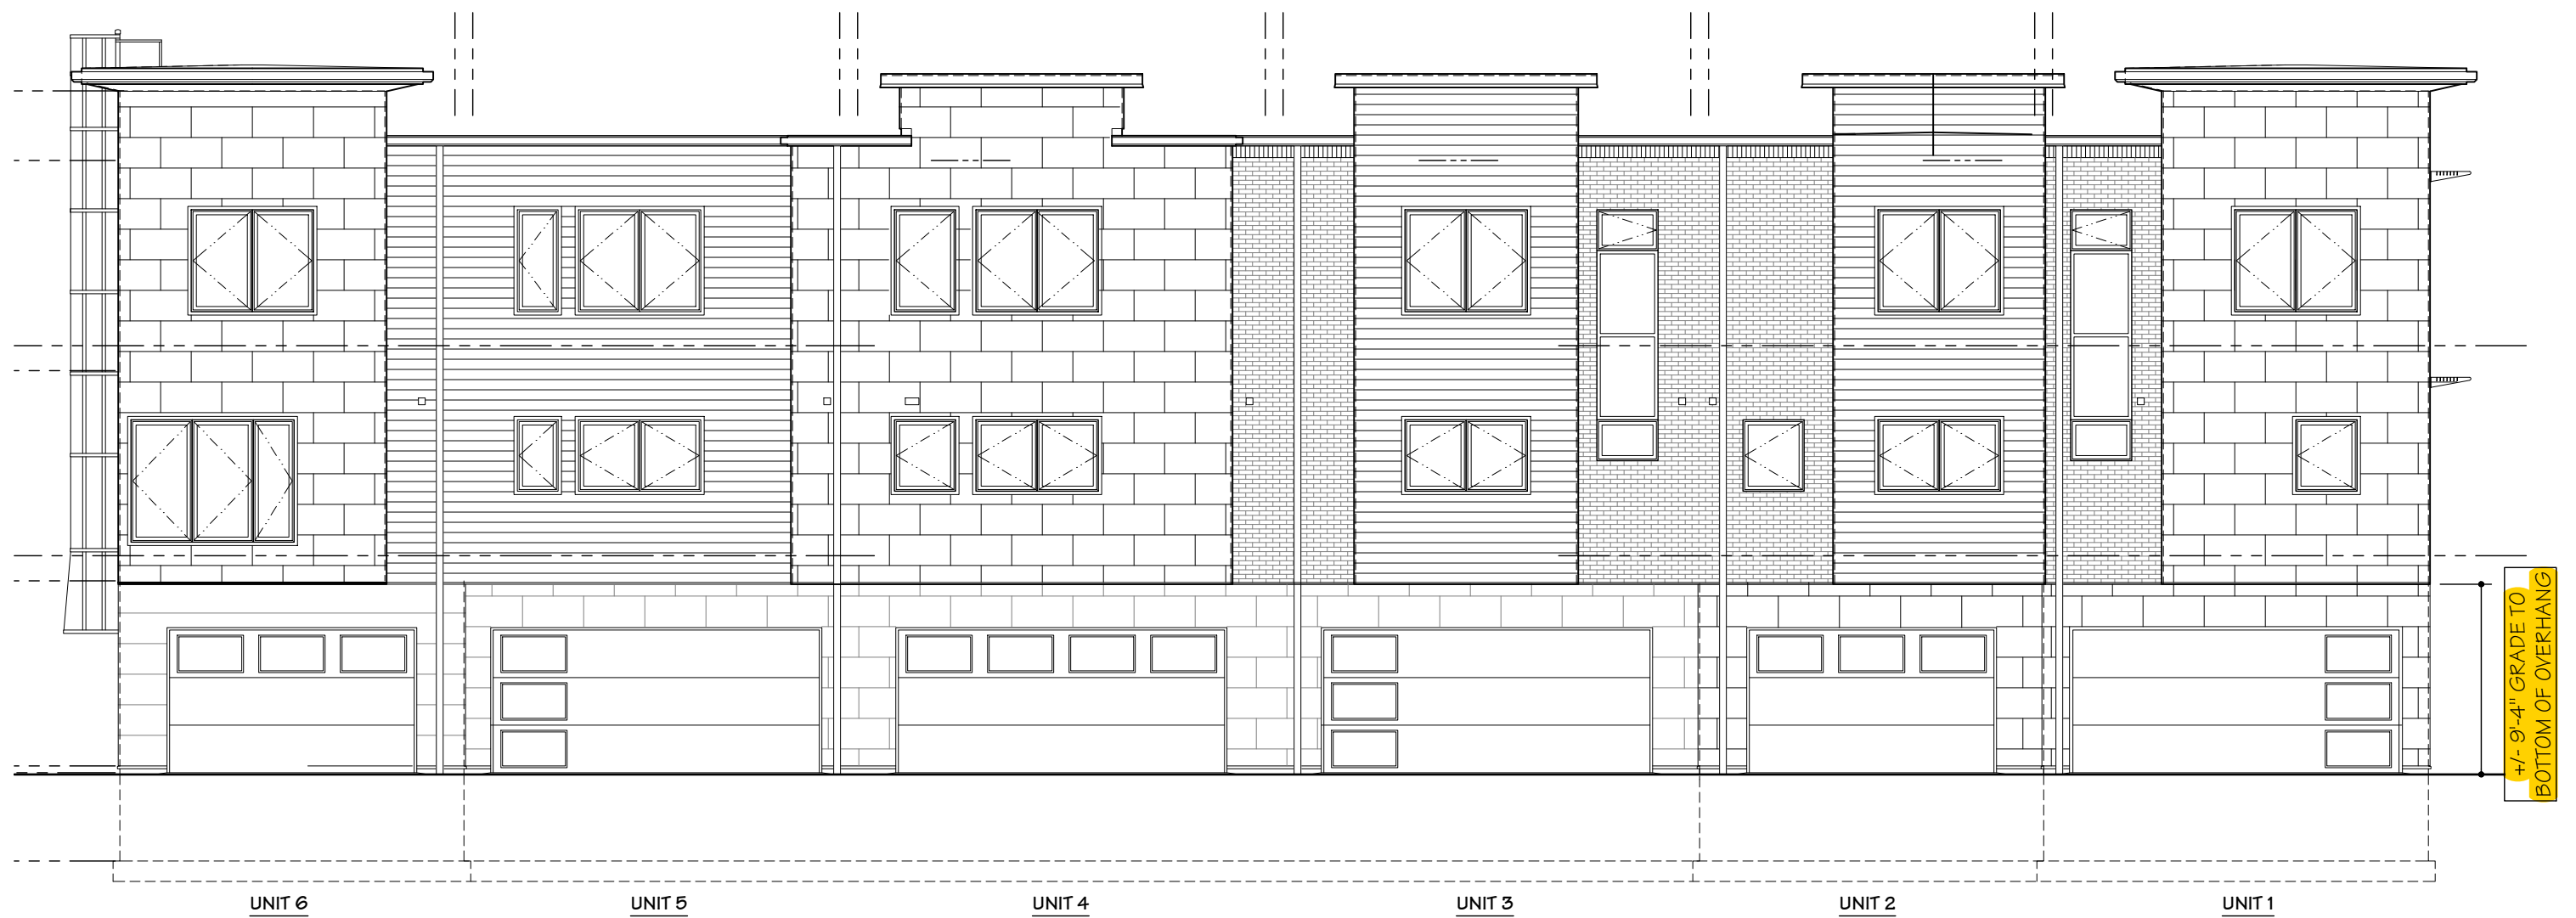 +/- 9'-4" GRADE TO
BOTTOM OF OVERHANG
UNIT 6
UNIT 5
UNIT 4
UNIT 3
UNIT 2
UNIT 1